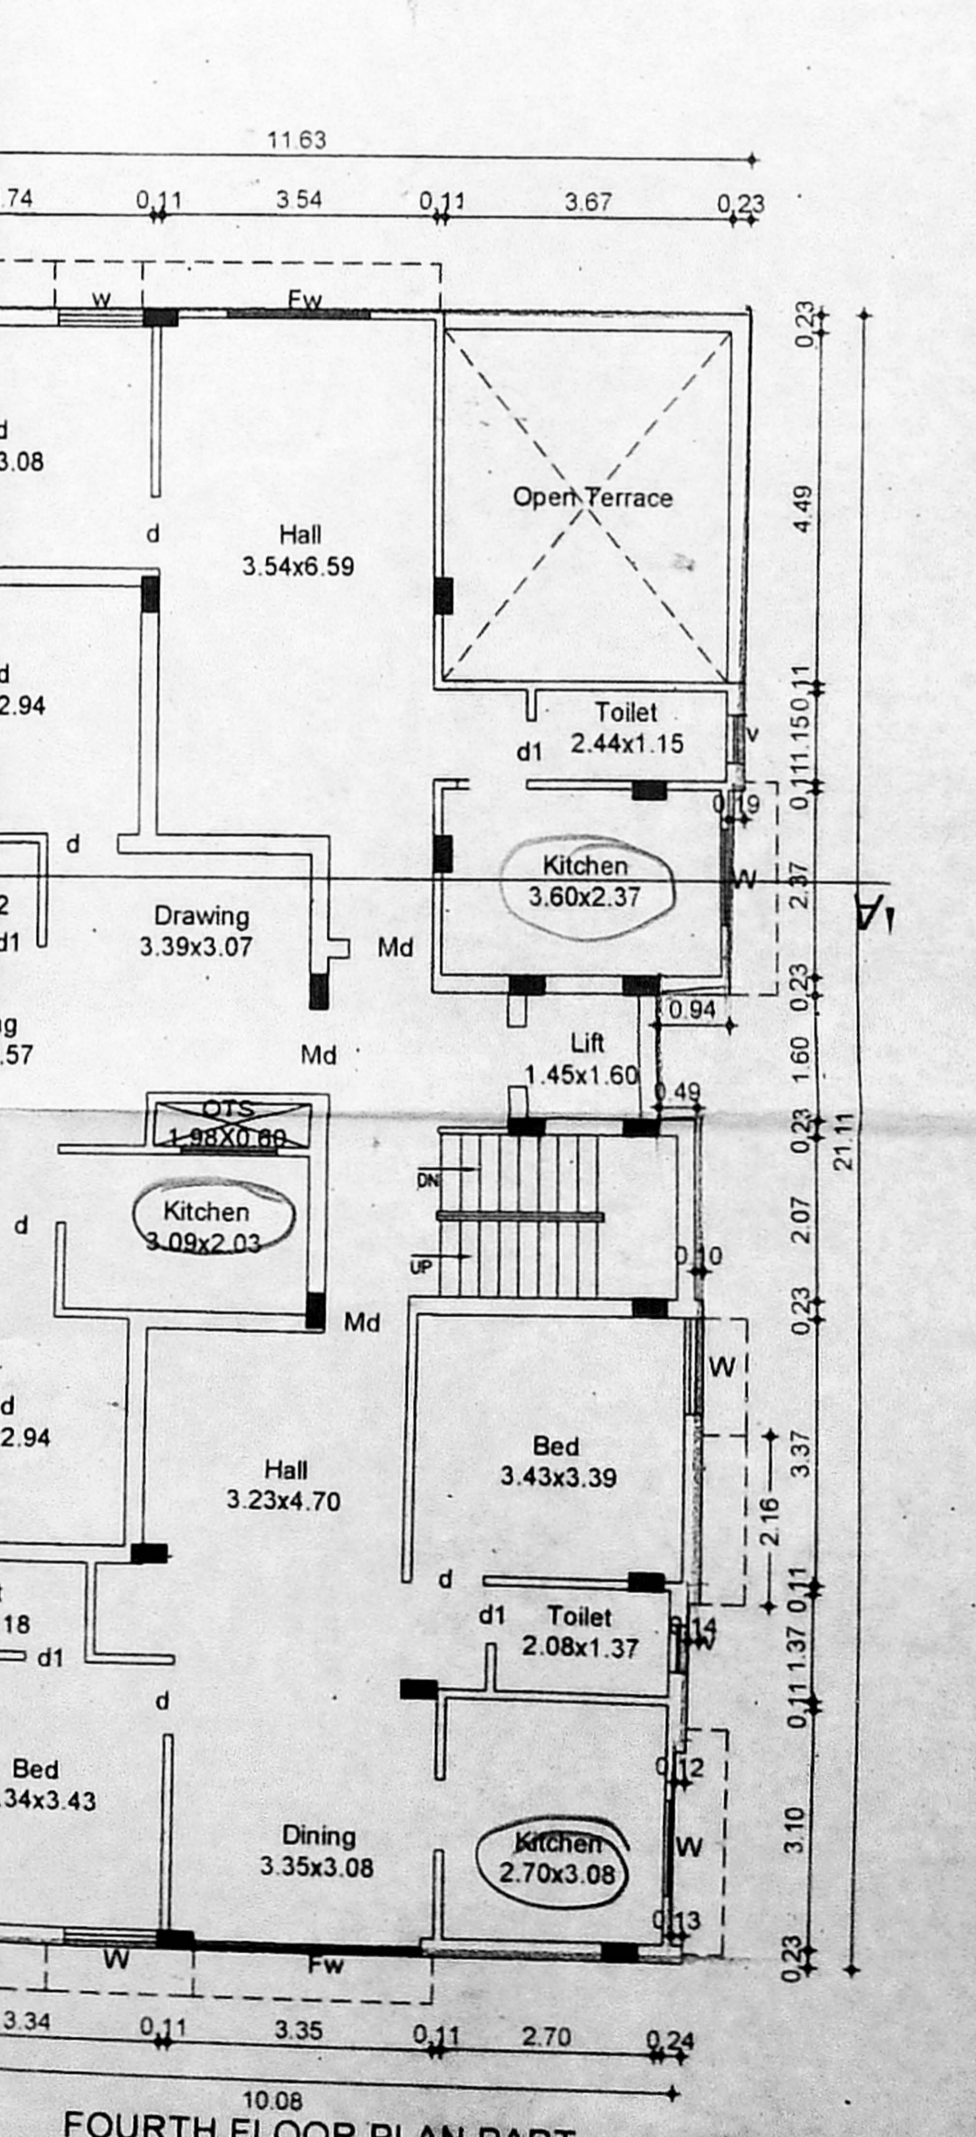 11.63
.74 0,11 3.54 0,11 3.67 0,23
w Fw
0,23
d
3.08
Open Terrace
4.49
d
Hall
3.54x6.59
d
2.94
0,11
Toilet
2.44x1.15
v
d1
1.15
0,11
0,19
d
Kitchen
3.60x2.37
W
2.37
A'
2
d1
Drawing
3.39x3.07
Md
0,23
0.94
g
.57
Md
Lift
1.45x1.60
1.60
0,49
OTS
1.98X0.60
0,23
21.11
DN
d
Kitchen
3.09x2.03
2.07
UP
0,10
Md
0,23
W
d
2.94
Bed
3.43x3.39
3.37
Hall
3.23x4.70
2.16
d
0,11
18
d1
d1
Toilet
2.08x1.37
1.37
d
0,11
Bed
.34x3.43
0,12
Dining
3.35x3.08
Kitchen
2.70x3.08
W
3.10
0,13
W Fw
0,23
3.34 0,11 3.35 0,11 2.70 0,24
10.08
FOURTH FLOOR PLAN PART